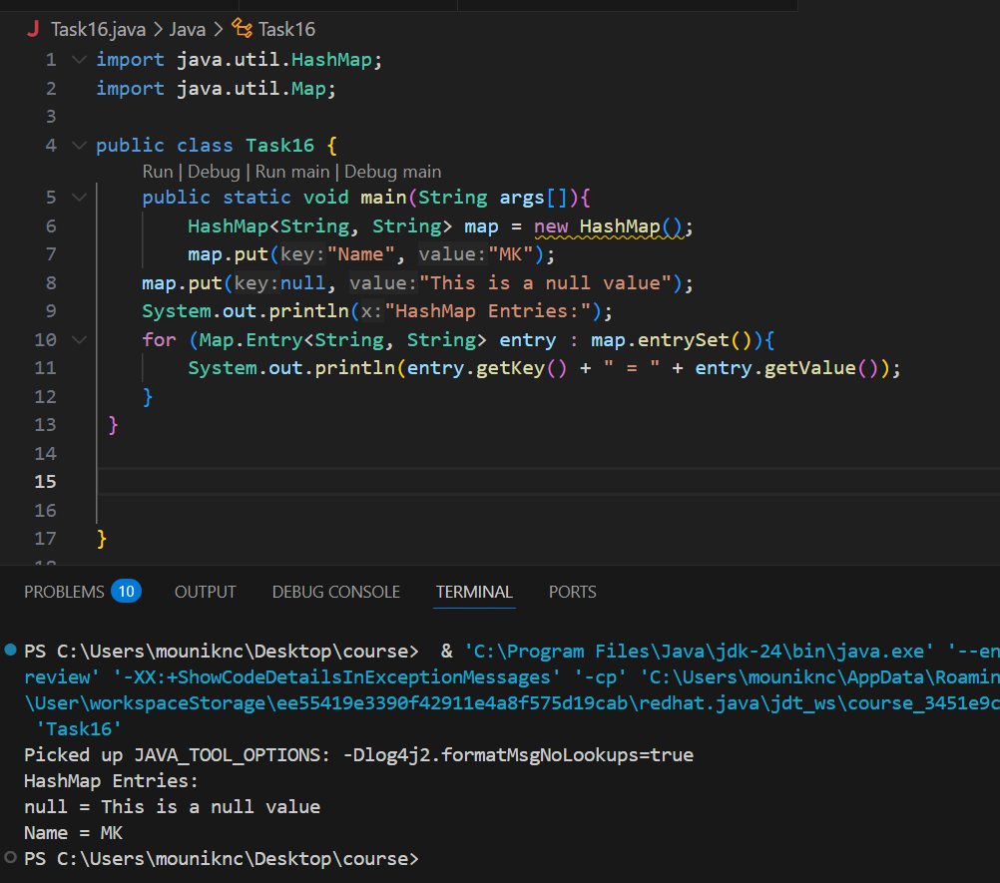 J Task16.java > Java > Task16
1 import java.util.HashMap;
2 import java.util.Map;
3
4 public class Task16 {
Run | Debug | Run main | Debug main
5 public static void main(String args[]){
6 HashMap<String, String> map = new HashMap();
7 map.put(key:"Name", value:"MK");
8 map.put(key:null, value:"This is a null value");
9 System.out.println(x:"HashMap Entries:");
10 for (Map.Entry<String, String> entry : map.entrySet()){
11 System.out.println(entry.getKey() + " = " + entry.getValue());
12 }
13 }
14
15
16
17 }
PROBLEMS 10 OUTPUT DEBUG CONSOLE TERMINAL PORTS
PS C:\Users\mouniknc\Desktop\course> & 'C:\Program Files\Java\jdk-24\bin\java.exe' '--en
review' '-XX:+ShowCodeDetailsInExceptionMessages' '-cp' 'C:\Users\mouniknc\AppData\Roamin
\User\workspaceStorage\ee55419e3390f42911e4a8f575d19cab\redhat.java\jdt_ws\course_3451e9c
'Task16'
Picked up JAVA_TOOL_OPTIONS: -Dlog4j2.formatMsgNoLookups=true
HashMap Entries:
null = This is a null value
Name = MK
PS C:\Users\mouniknc\Desktop\course>